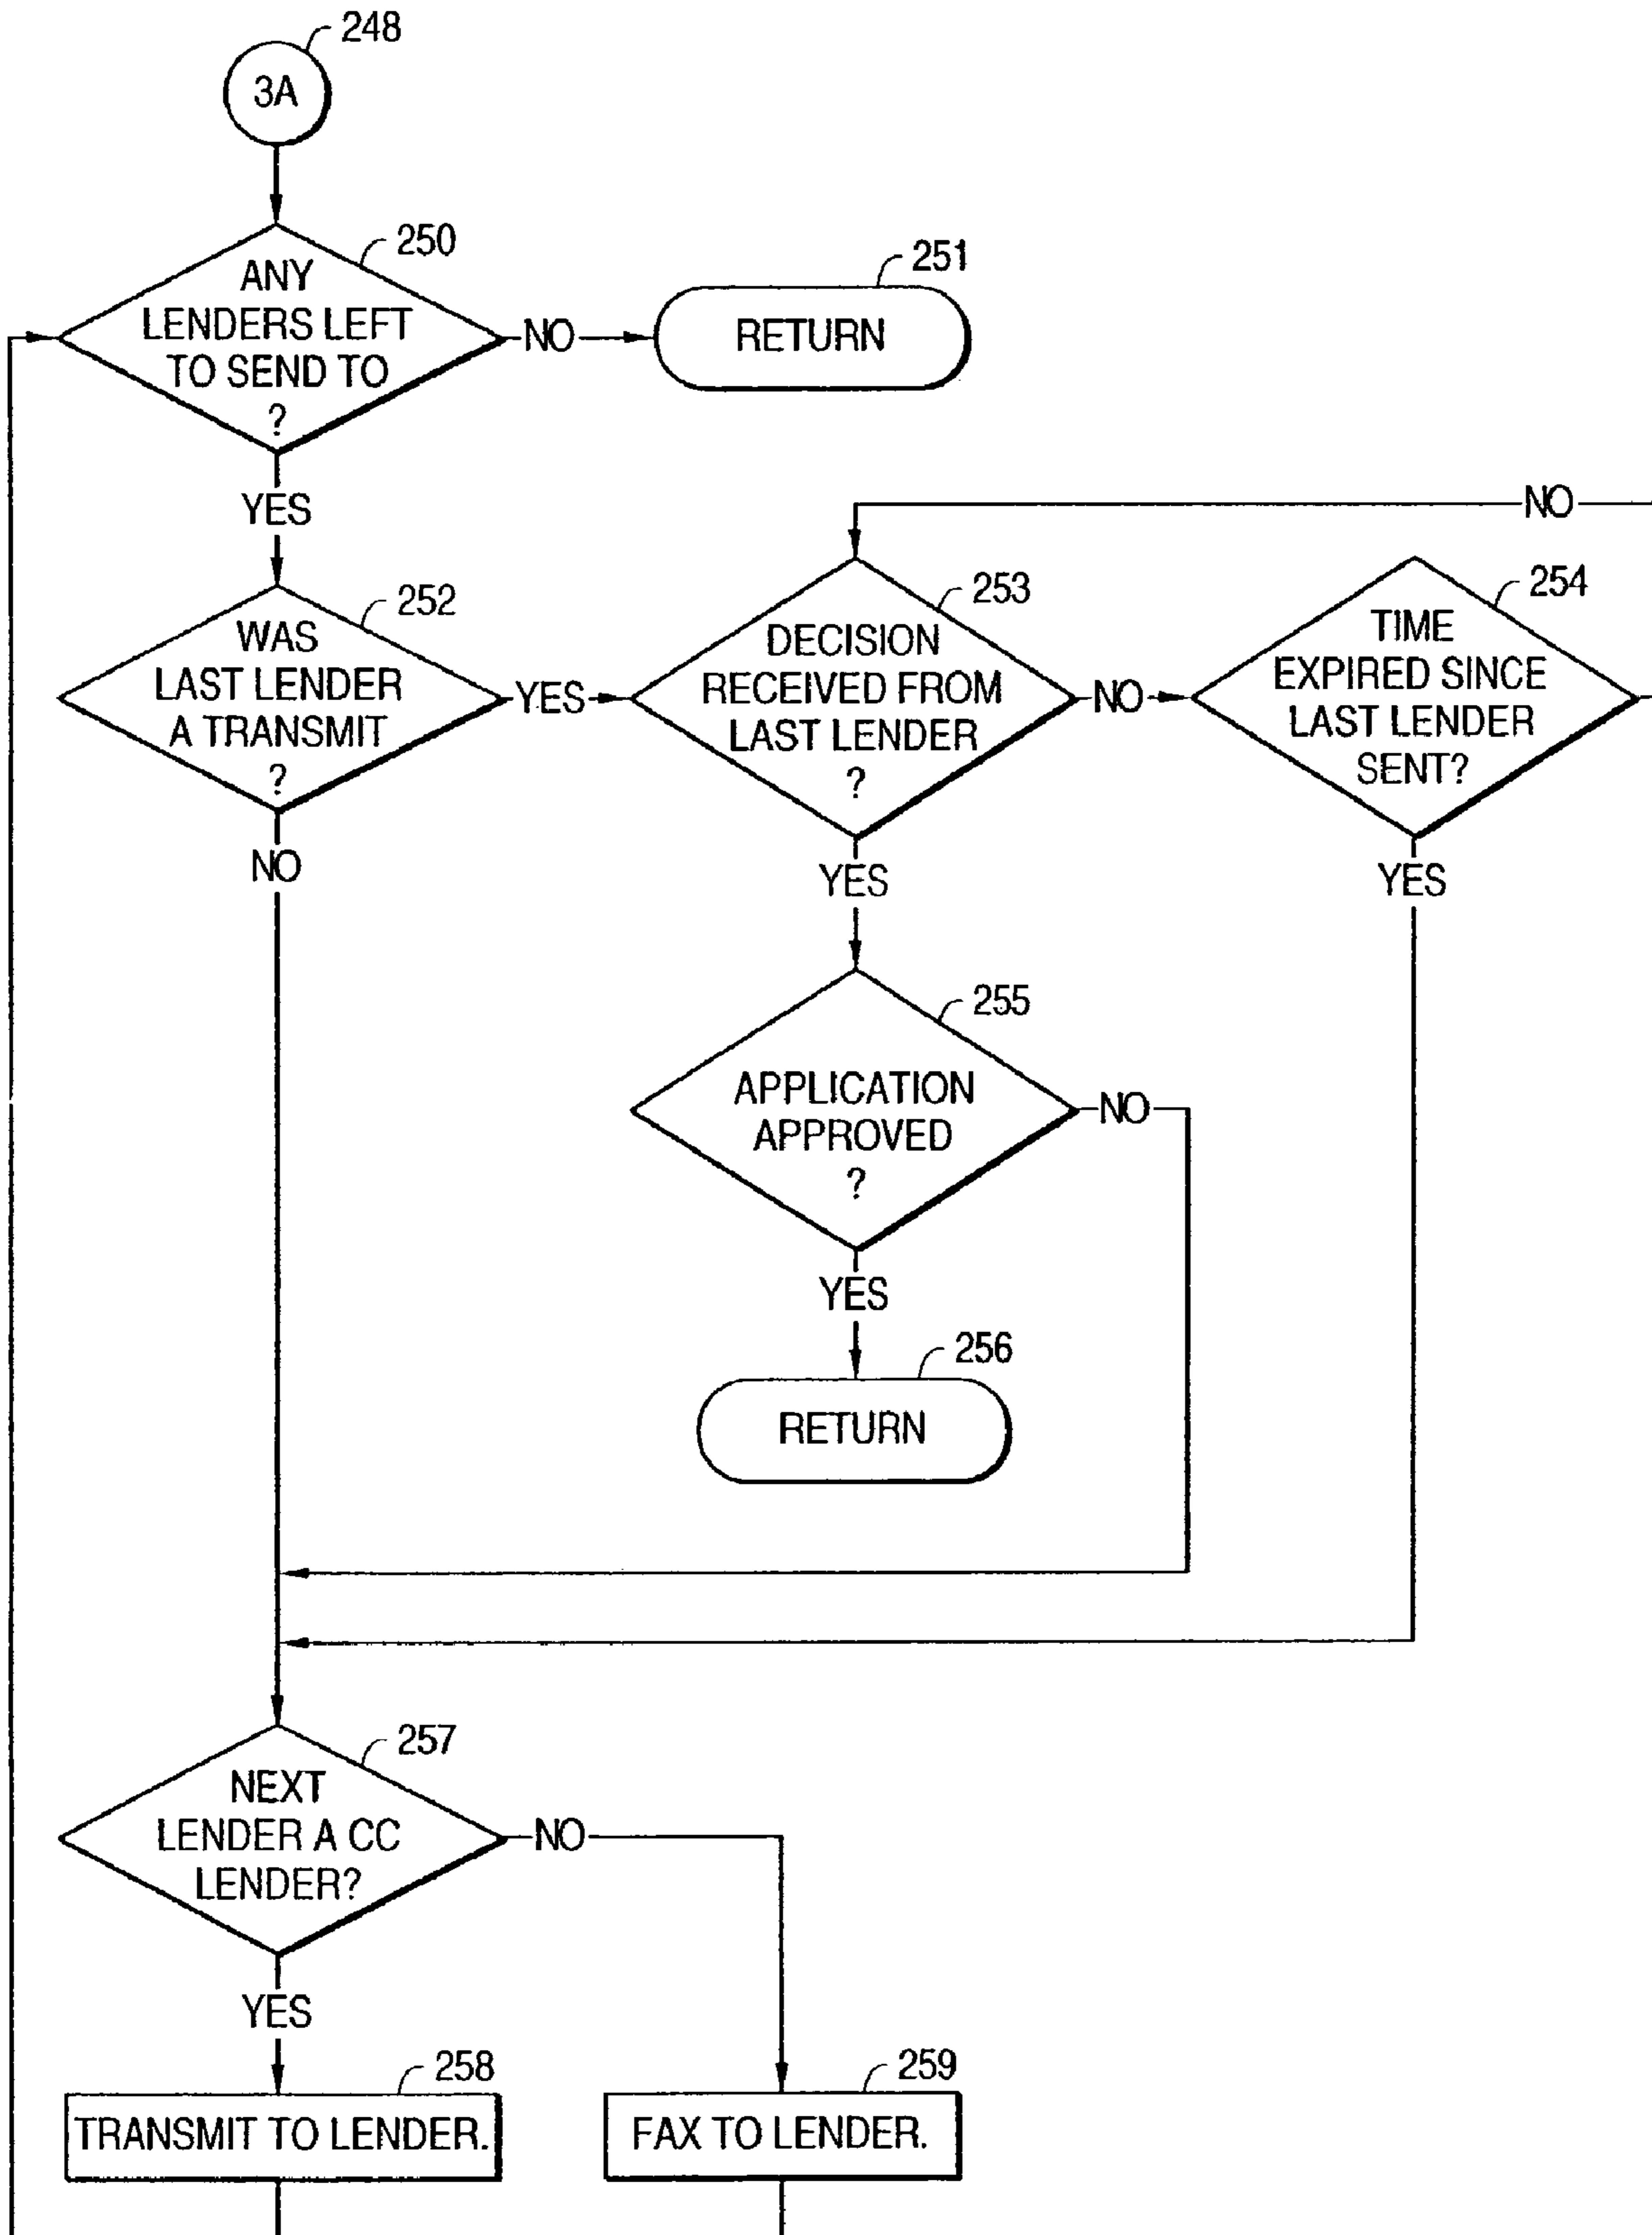 248
3A
250
ANY
LENDERS LEFT
TO SEND TO
?
NO
251
RETURN
YES
NO
252
WAS
LAST LENDER
A TRANSMIT
?
YES
253
DECISION
RECEIVED FROM
LAST LENDER
?
NO
254
TIME
EXPIRED SINCE
LAST LENDER
SENT?
NO
YES
YES
255
APPLICATION
APPROVED
?
NO
YES
256
RETURN
257
NEXT
LENDER A CC
LENDER?
NO
YES
258
TRANSMIT TO LENDER.
259
FAX TO LENDER.